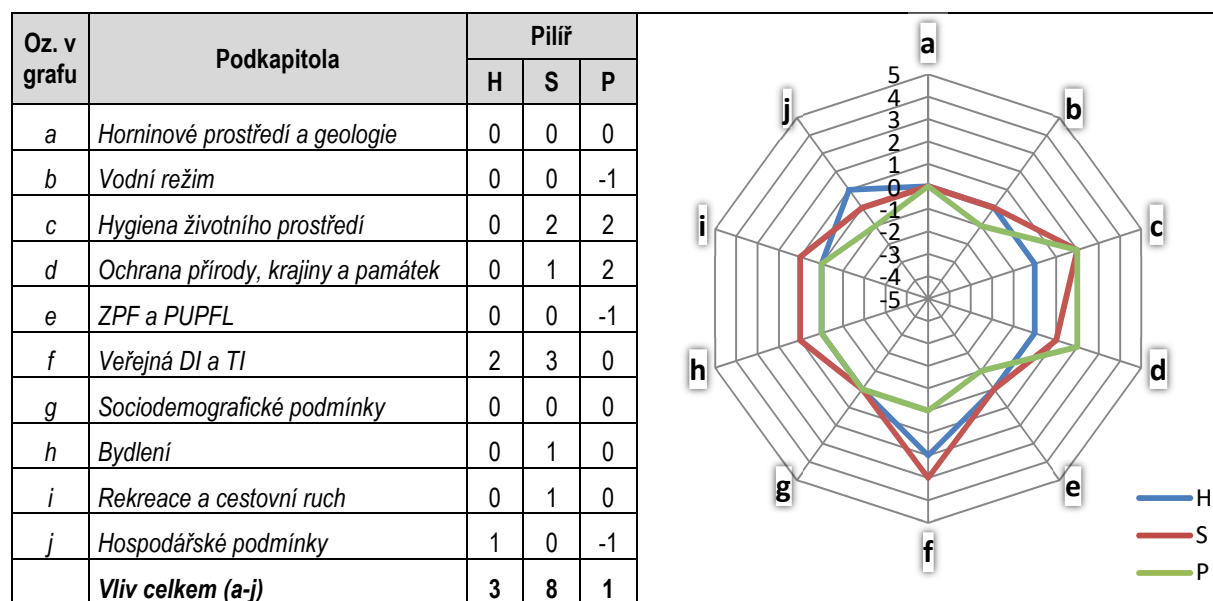 Oz. v grafu Podkapitola Pilíř
H S P
a Horninové prostředí a geologie 0 0 0
b Vodní režim 0 0 -1
c Hygiena životního prostředí 0 2 2
d Ochrana přírody, krajiny a památek 0 1 2
e ZPF a PUPFL 0 0 -1
f Veřejná DI a TI 2 3 0
g Sociodemografické podmínky 0 0 0
h Bydlení 0 1 0
i Rekreace a cestovní ruch 0 1 0
j Hospodářské podmínky 1 0 -1
Vliv celkem (a-j) 3 8 1
a
b
c
d
e
f
g
h
i
j
5
4
3
2
1
0
-1
-2
-3
-4
-5
H
S
P